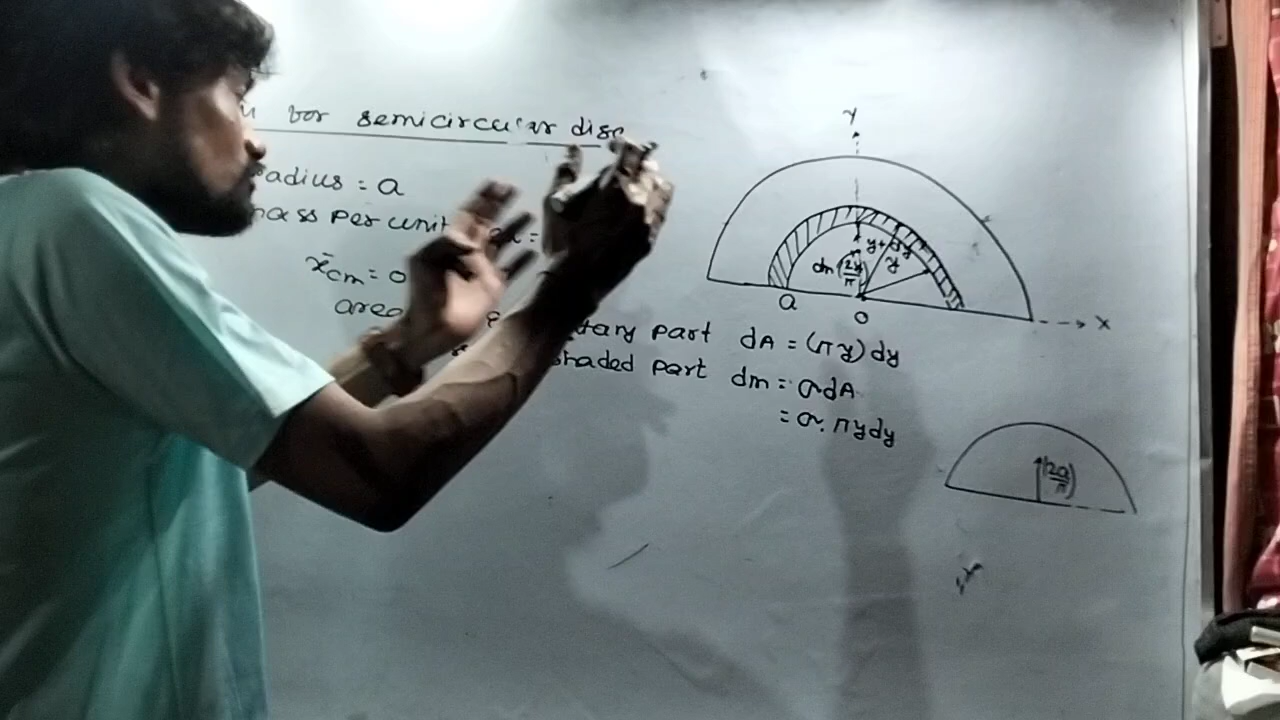 bor semicircular disc
radius = a
mass per unit
x̄cm = 0
area
part dA = (πy)dy
shaded part dm = σdA
= σ. πydy
Y
y+dy
y
dm (2y/π)
a
O
X
(2a/π)